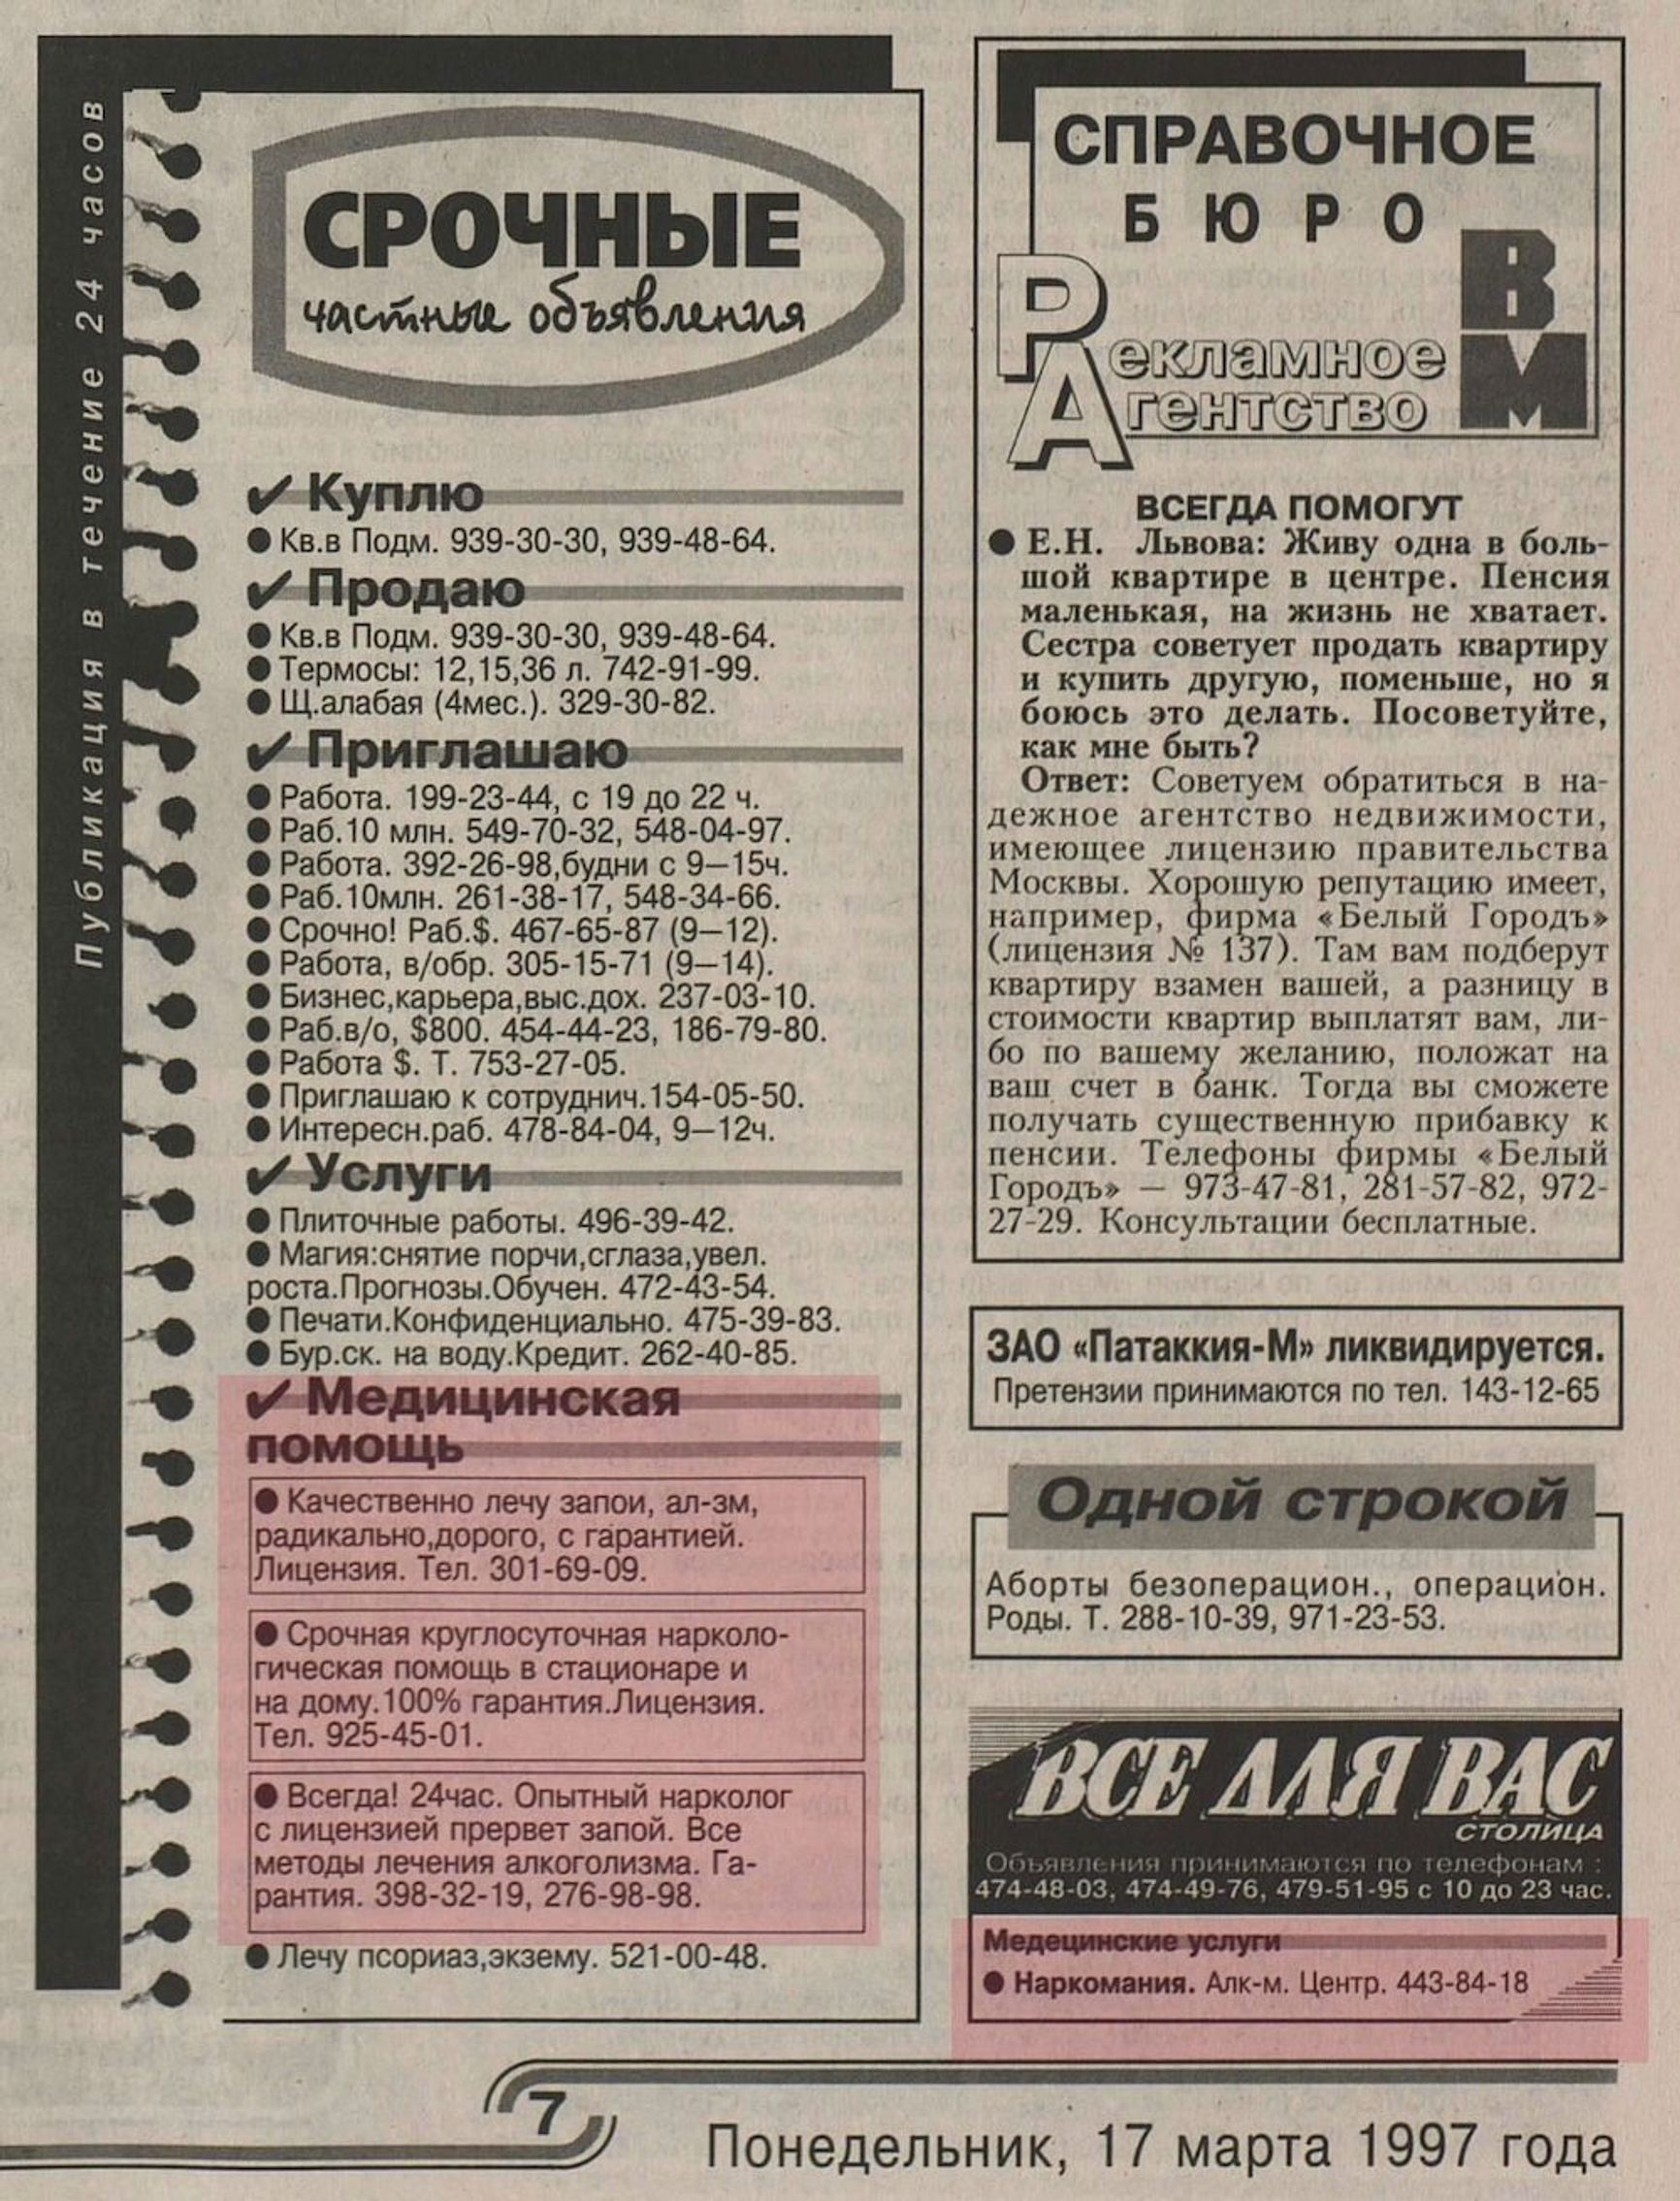 Публикация в течение 24 часов
СРОЧНЫЕ
частные объявления
✔ Куплю
● Кв.в Подм. 939-30-30, 939-48-64.
✔ Продаю
● Кв.в Подм. 939-30-30, 939-48-64.
● Термосы: 12,15,36 л. 742-91-99.
● Щ.алабая (4мес.). 329-30-82.
✔ Приглашаю
● Работа. 199-23-44, с 19 до 22 ч.
● Раб.10 млн. 549-70-32, 548-04-97.
● Работа. 392-26-98,будни с 9—15ч.
● Раб.10млн. 261-38-17, 548-34-66.
● Срочно! Раб.$. 467-65-87 (9—12).
● Работа, в/обр. 305-15-71 (9—14).
● Бизнес,карьера,выс.дох. 237-03-10.
● Раб.в/о, $800. 454-44-23, 186-79-80.
● Работа $. Т. 753-27-05.
● Приглашаю к сотруднич.154-05-50.
● Интересн.раб. 478-84-04, 9—12ч.
✔ Услуги
● Плиточные работы. 496-39-42.
● Магия:снятие порчи,сглаза,увел.
роста.Прогнозы.Обучен. 472-43-54.
● Печати.Конфиденциально. 475-39-83.
● Бур.ск. на воду.Кредит. 262-40-85.
✔ Медицинская
помощь
● Качественно лечу запои, ал-зм,
радикально,дорого, с гарантией.
Лицензия. Тел. 301-69-09.
● Срочная круглосуточная нарколо-
гическая помощь в стационаре и
на дому.100% гарантия.Лицензия.
Тел. 925-45-01.
● Всегда! 24час. Опытный нарколог
с лицензией прервет запой. Все
методы лечения алкоголизма. Га-
рантия. 398-32-19, 276-98-98.
● Лечу псориаз,экзему. 521-00-48.
СПРАВОЧНОЕ
БЮРО
Рекламное
Агентство
ВМ
ВСЕГДА ПОМОГУТ
● Е.Н. Львова: Живу одна в боль-
шой квартире в центре. Пенсия
маленькая, на жизнь не хватает.
Сестра советует продать квартиру
и купить другую, поменьше, но я
боюсь это делать. Посоветуйте,
как мне быть?
Ответ: Советуем обратиться в на-
дежное агентство недвижимости,
имеющее лицензию правительства
Москвы. Хорошую репутацию имеет,
например, фирма «Белый Городъ»
(лицензия № 137). Там вам подберут
квартиру взамен вашей, а разницу в
стоимости квартир выплатят вам, ли-
бо по вашему желанию, положат на
ваш счет в банк. Тогда вы сможете
получать существенную прибавку к
пенсии. Телефоны фирмы «Белый
Городъ» — 973-47-81, 281-57-82, 972-
27-29. Консультации бесплатные.
ЗАО «Патаккия-М» ликвидируется.
Претензии принимаются по тел. 143-12-65
Одной строкой
Аборты безоперацион., операцион.
Роды. Т. 288-10-39, 971-23-53.
ВСЕ ДЛЯ ВАС
СТОЛИЦА
Объявления принимаются по телефонам :
474-48-03, 474-49-76, 479-51-95 с 10 до 23 час.
Медецинские услуги
● Наркомания. Алк-м. Центр. 443-84-18
7
Понедельник, 17 марта 1997 года